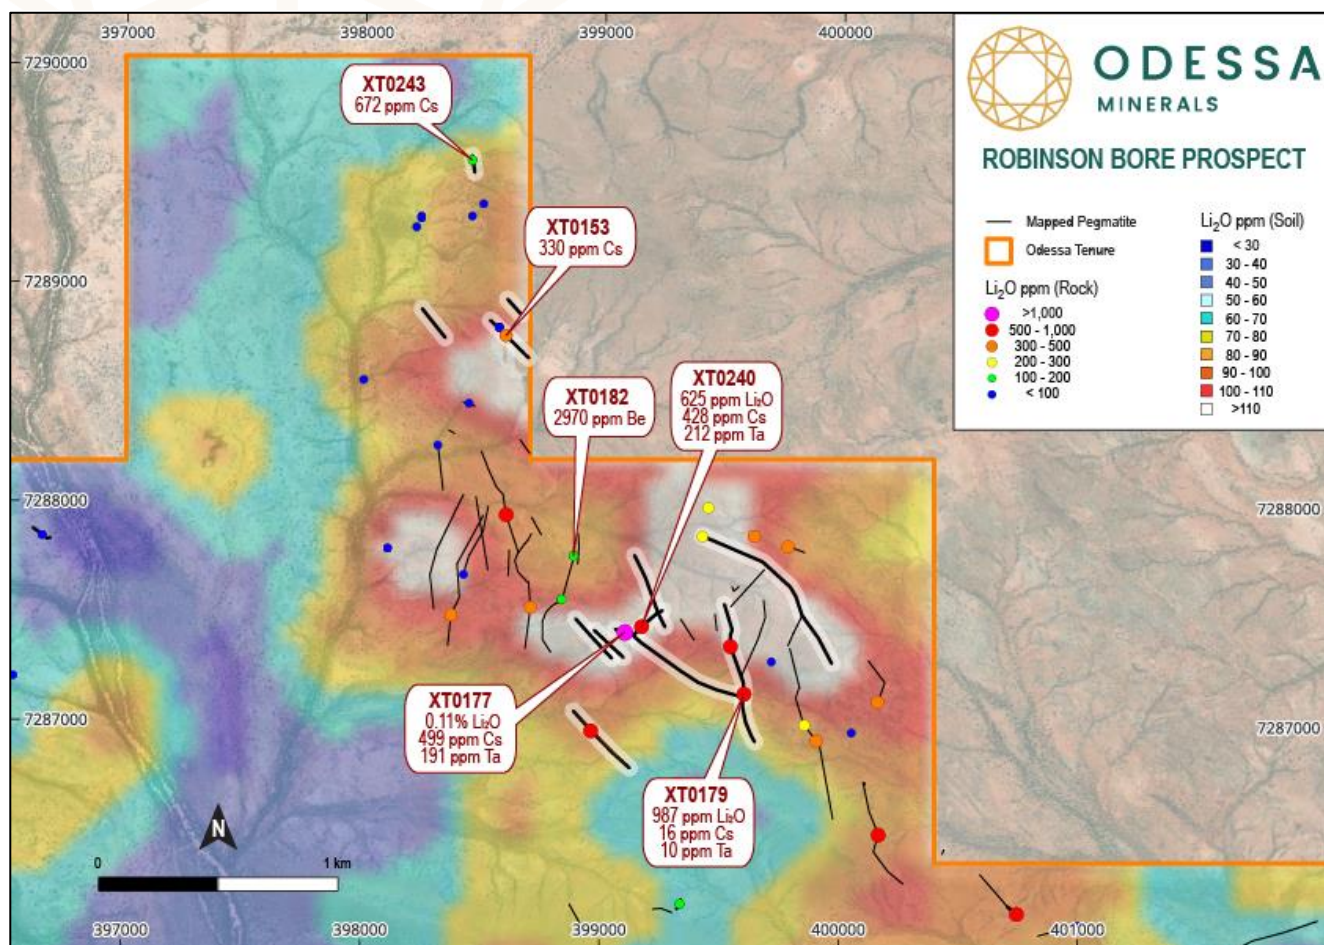 397000 398000 399000 400000
7290000
7289000
7288000
7287000
7288000
7287000
XT0243
672 ppm Cs
XT0153
330 ppm Cs
XT0182
2970 ppm Be
XT0240
625 ppm Li₂O
428 ppm Cs
212 ppm Ta
XT0177
0.11% Li₂O
499 ppm Cs
191 ppm Ta
XT0179
987 ppm Li₂O
16 ppm Cs
10 ppm Ta
N
0 1 km
397000 398000 399000 400000 401000
ODESSA
MINERALS
ROBINSON BORE PROSPECT
Mapped Pegmatite
Odessa Tenure
Li₂O ppm (Rock)
>1,000
500 - 1,000
300 - 500
200 - 300
100 - 200
< 100
Li₂O ppm (Soil)
< 30
30 - 40
40 - 50
50 - 60
60 - 70
70 - 80
80 - 90
90 - 100
100 - 110
>110